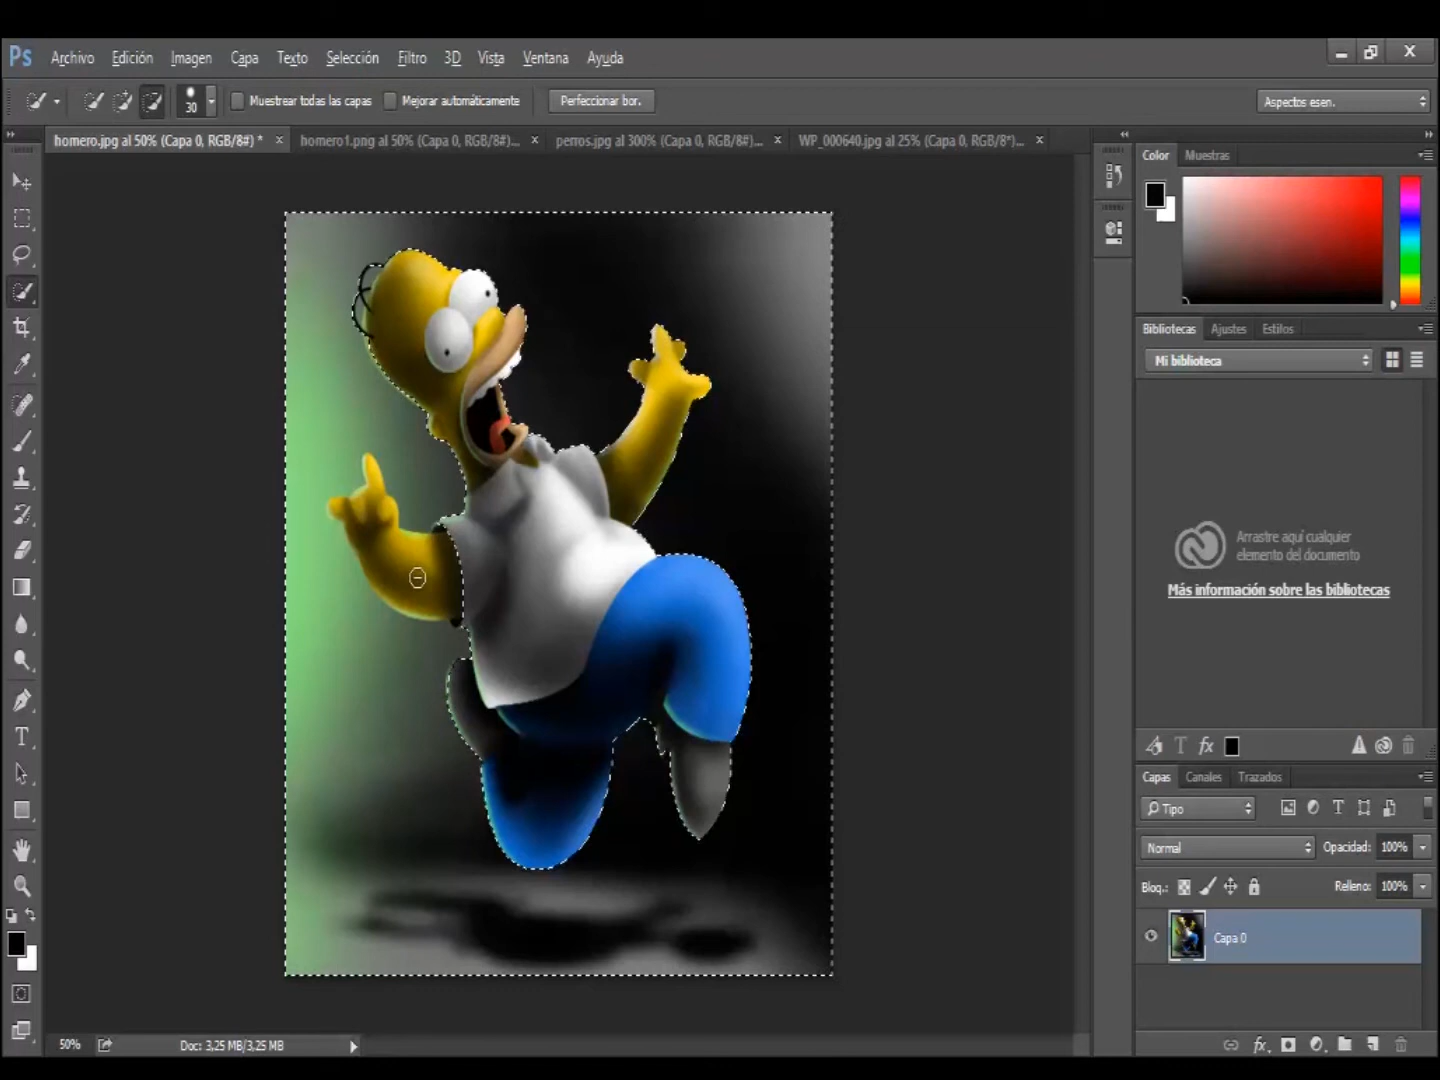 Ps Archivo Edición Imagen Capa Texto Selección Filtro 3D Vista Ventana Ayuda
30 Muestrear todas las capas Mejorar automáticamente Perfeccionar bor. Aspectos esen.
homero.jpg al 50% (Capa 0, RGB/8#) * homero1.png al 50% (Capa 0, RGB/8#)... perros.jpg al 300% (Capa 0, RGB/8#)... WP_000640.jpg al 25% (Capa 0, RGB/8*)...
Color Muestras
Bibliotecas Ajustes Estilos
Mi biblioteca
Arrastre aquí cualquier
elemento del documento
Más información sobre las bibliotecas
Capas Canales Trazados
Tipo
Normal Opacidad: 100%
Bloq.: Relleno: 100%
Capa 0
50% Doc: 3,25 MB/3,25 MB